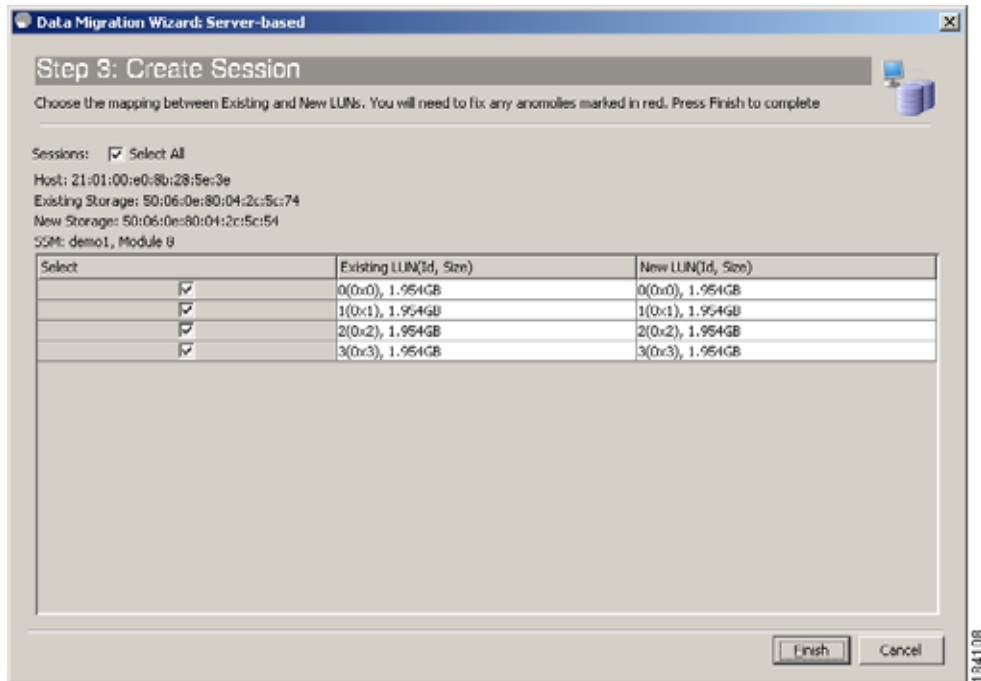 Data Migration Wizard: Server-based
Step 3: Create Session
Choose the mapping between Existing and New LUNs. You will need to fix any anomolies marked in red. Press Finish to complete
Sessions: Select All
Host: 21:01:00:e0:8b:28:5e:3e
Existing Storage: 50:06:0e:80:04:2c:5c:74
New Storage: 50:06:0e:80:04:2c:5c:54
SSM: demo1, Module 8
Select Existing LUN(Id, Size) New LUN(Id, Size)
0(0x0), 1.954GB 0(0x0), 1.954GB
1(0x1), 1.954GB 1(0x1), 1.954GB
2(0x2), 1.954GB 2(0x2), 1.954GB
3(0x3), 1.954GB 3(0x3), 1.954GB
Finish Cancel
184108